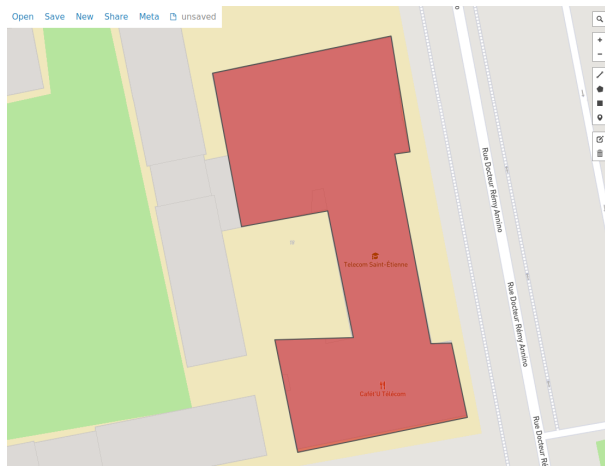 Open Save New Share Meta unsaved
Rue Docteur Rémy Annino
Télécom Saint-Étienne
Rue Docteur Rémy Annino
Cafét'U Télécom
Rue Docteur Ré